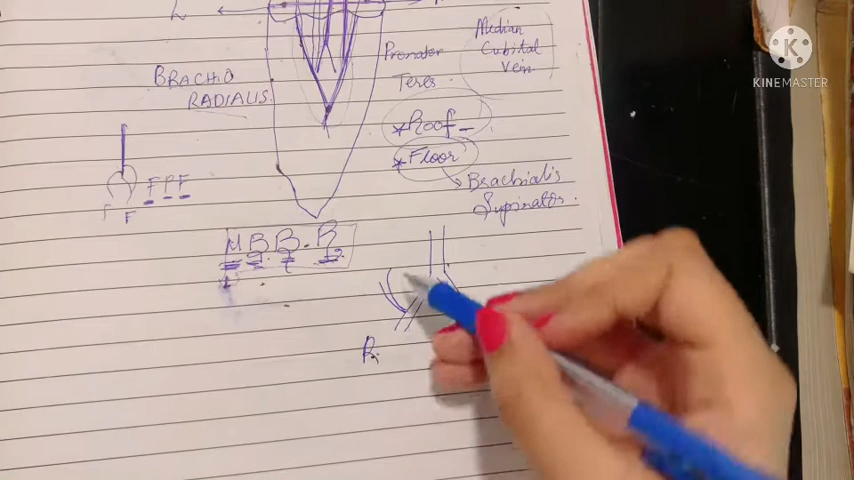 L
Median
Cubital
Vein
Pronator
Teres.
BRACHIO
RADIALIS.
*Roof
*Floor
Brachialis
Supinator.
F P F
F F
M B B. R
R
KINEMASTER